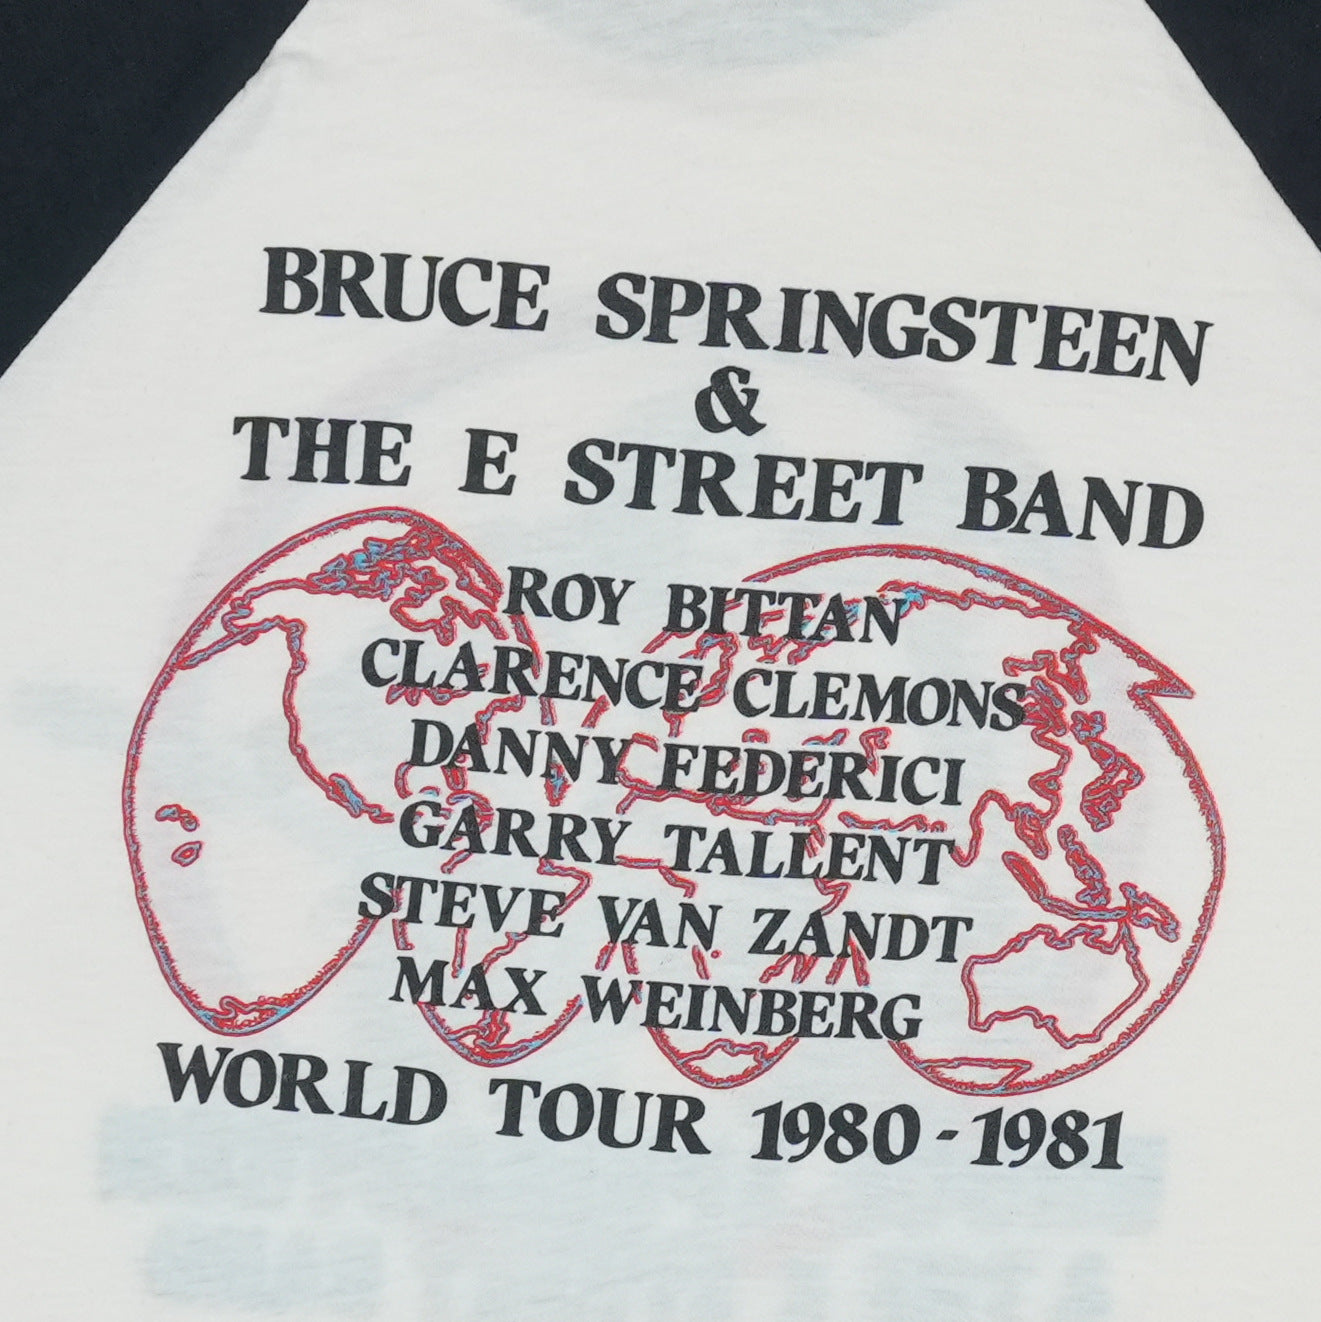 BRUCE SPRINGSTEEN
&
THE E STREET BAND
ROY BITTAN
CLARENCE CLEMONS
DANNY FEDERICI
GARRY TALLENT
STEVE VAN ZANDT
MAX WEINBERG
WORLD TOUR 1980-1981